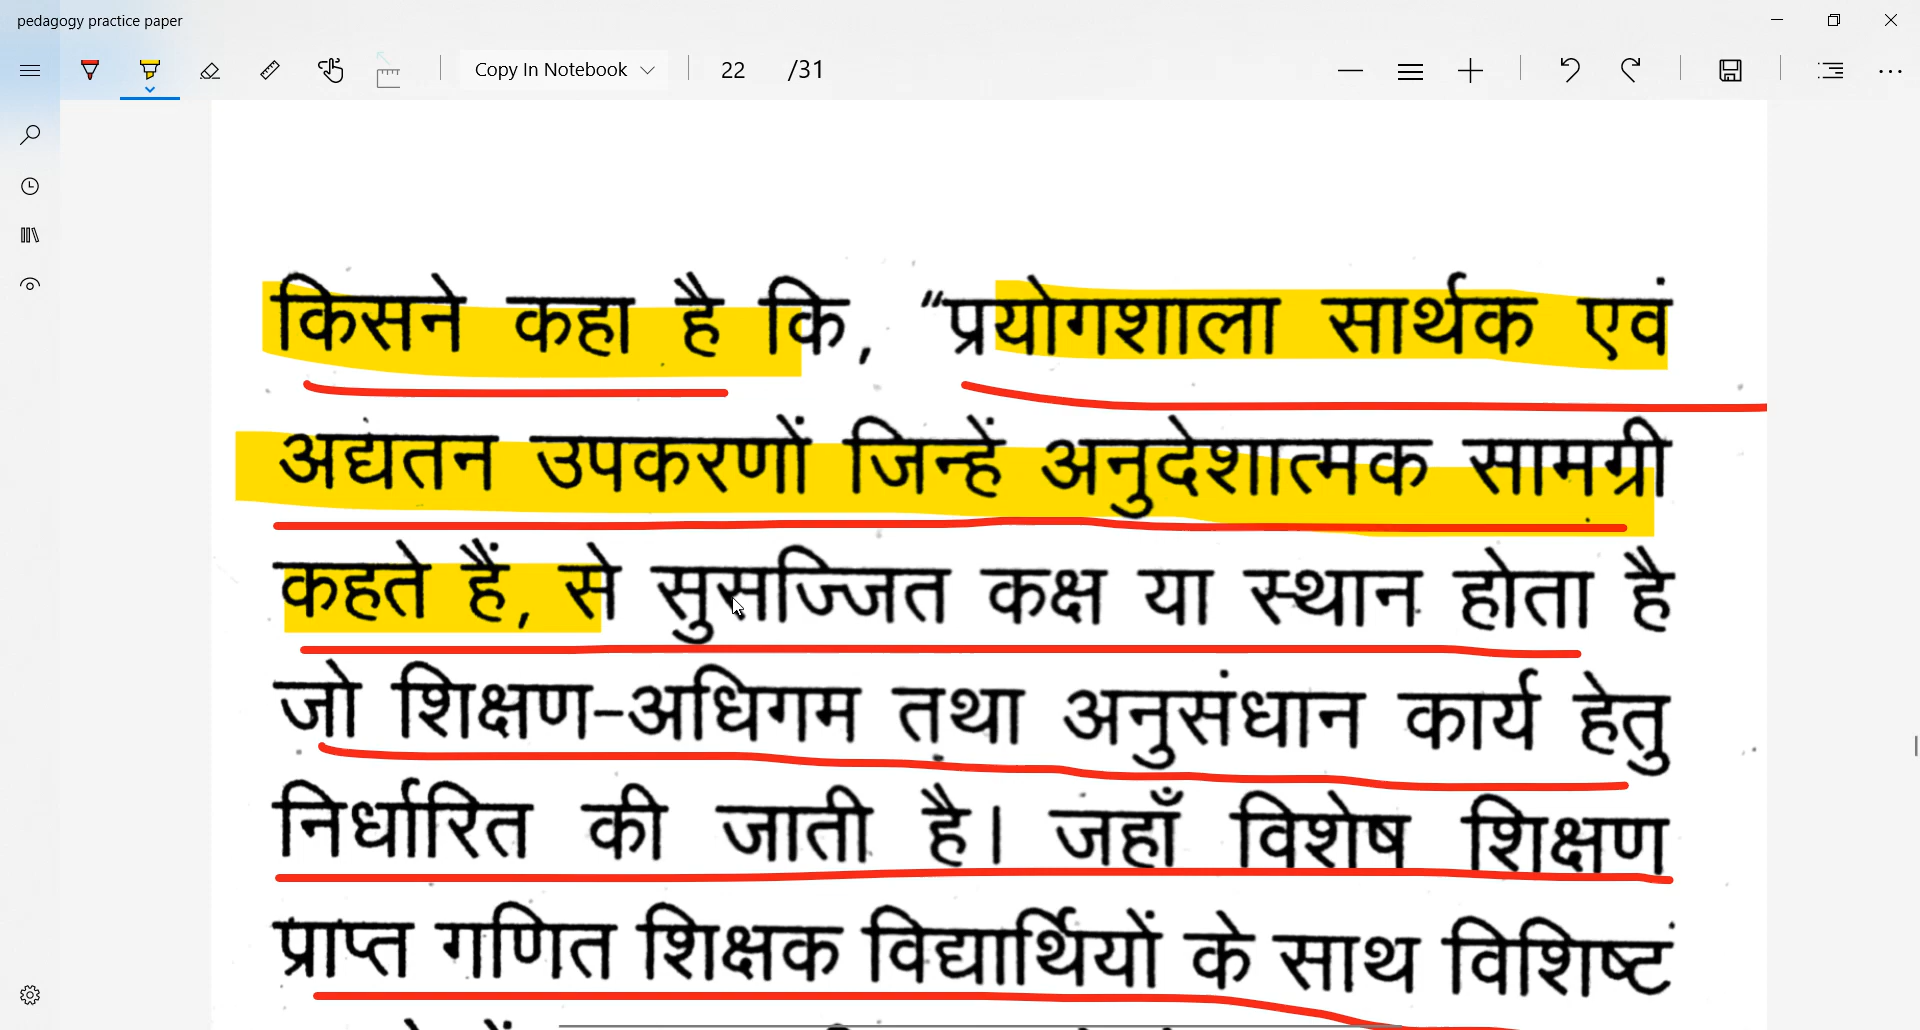 pedagogy practice paper
Copy In Notebook 22 /31
किसने कहा है कि, “प्रयोगशाला सार्थक एवं
अद्यतन उपकरणों जिन्हें अनुदेशात्मक सामग्री
कहते हैं, से सुसज्जित कक्ष या स्थान होता है
जो शिक्षण-अधिगम तथा अनुसंधान कार्य हेतु
निर्धारित की जाती है। जहाँ विशेष शिक्षण
प्राप्त गणित शिक्षक विद्यार्थियों के साथ विशिष्ट